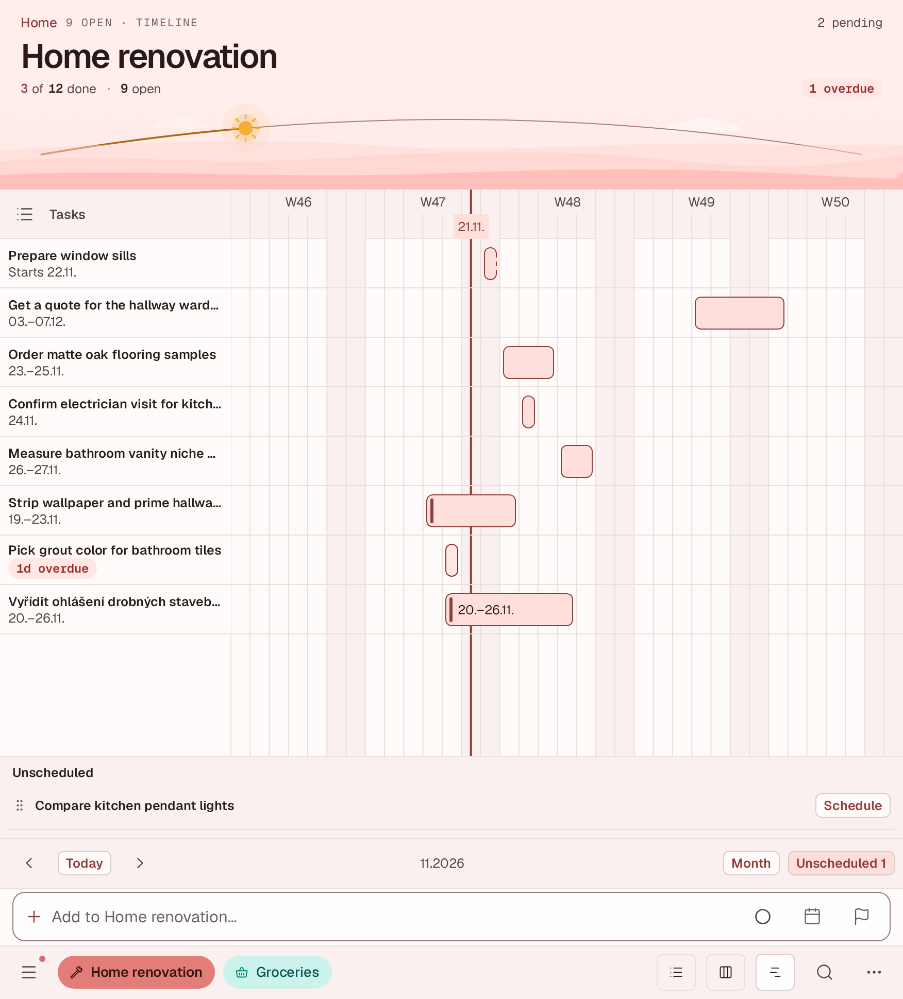 Home 9 OPEN · TIMELINE
2 pending
Home renovation
3 of 12 done · 9 open
1 overdue
Tasks
W46 W47 W48 W49 W50
21.11.
Prepare window sills
Starts 22.11.
Get a quote for the hallway ward…
03.–07.12.
Order matte oak flooring samples
23.–25.11.
Confirm electrician visit for kitch…
24.11.
Measure bathroom vanity niche …
26.–27.11.
Strip wallpaper and prime hallwa…
19.–23.11.
Pick grout color for bathroom tiles
1d overdue
Vyřídit ohlášení drobných staveb…
20.–26.11.
20.–26.11.
Unscheduled
Compare kitchen pendant lights
Schedule
Today
11.2026
Month
Unscheduled 1
Add to Home renovation…
Home renovation
Groceries